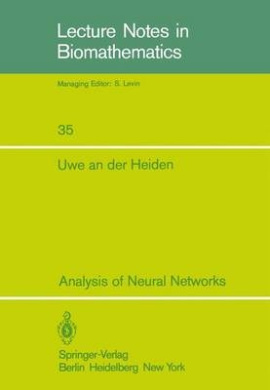 Lecture Notes in
Biomathematics
Managing Editor: S. Levin
35
Uwe an der Heiden
Analysis of Neural Networks
Springer-Verlag
Berlin Heidelberg New York